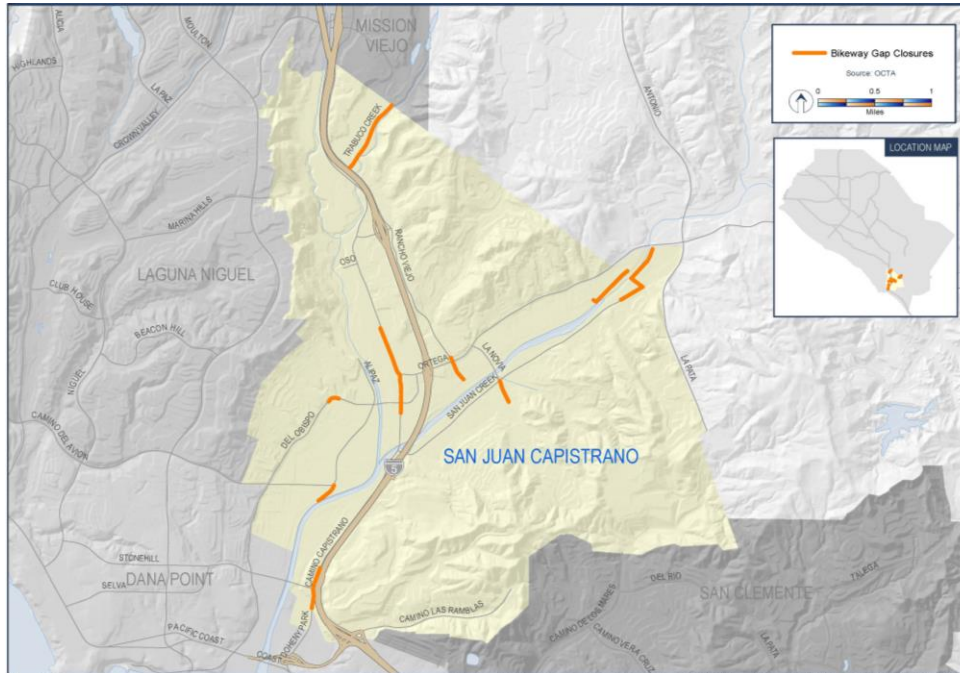 MISSION
VIEJO
ALICIA
MOULTON
HIGHLANDS
LA PAZ
CROWN VALLEY
TRABUCO CREEK
ANTONIO
Bikeway Gap Closures
Source: OCTA
0 0.5 1
Miles
LOCATION MAP
MARINA HILLS
LAGUNA NIGUEL
OSO
RANCHO VIEJO
CLUB HOUSE
BEACON HILL
NIGUEL
ALIPAZ
ORTEGA
LA NOVIA
LA PATA
CAMINO DEL AVION
DEL OBISPO
SAN JUAN CREEK
SAN JUAN CAPISTRANO
5
STONEHILL
DANA POINT
SELVA
CAMINO CAPISTRANO
PACIFIC COAST
DOHENY PARK
COAST
CAMINO LAS RAMBLAS
DEL RIO
TALEGA
SAN CLEMENTE
CAMINO DE LOS MARES
CAMINO VERA CRUZ
LA PATA